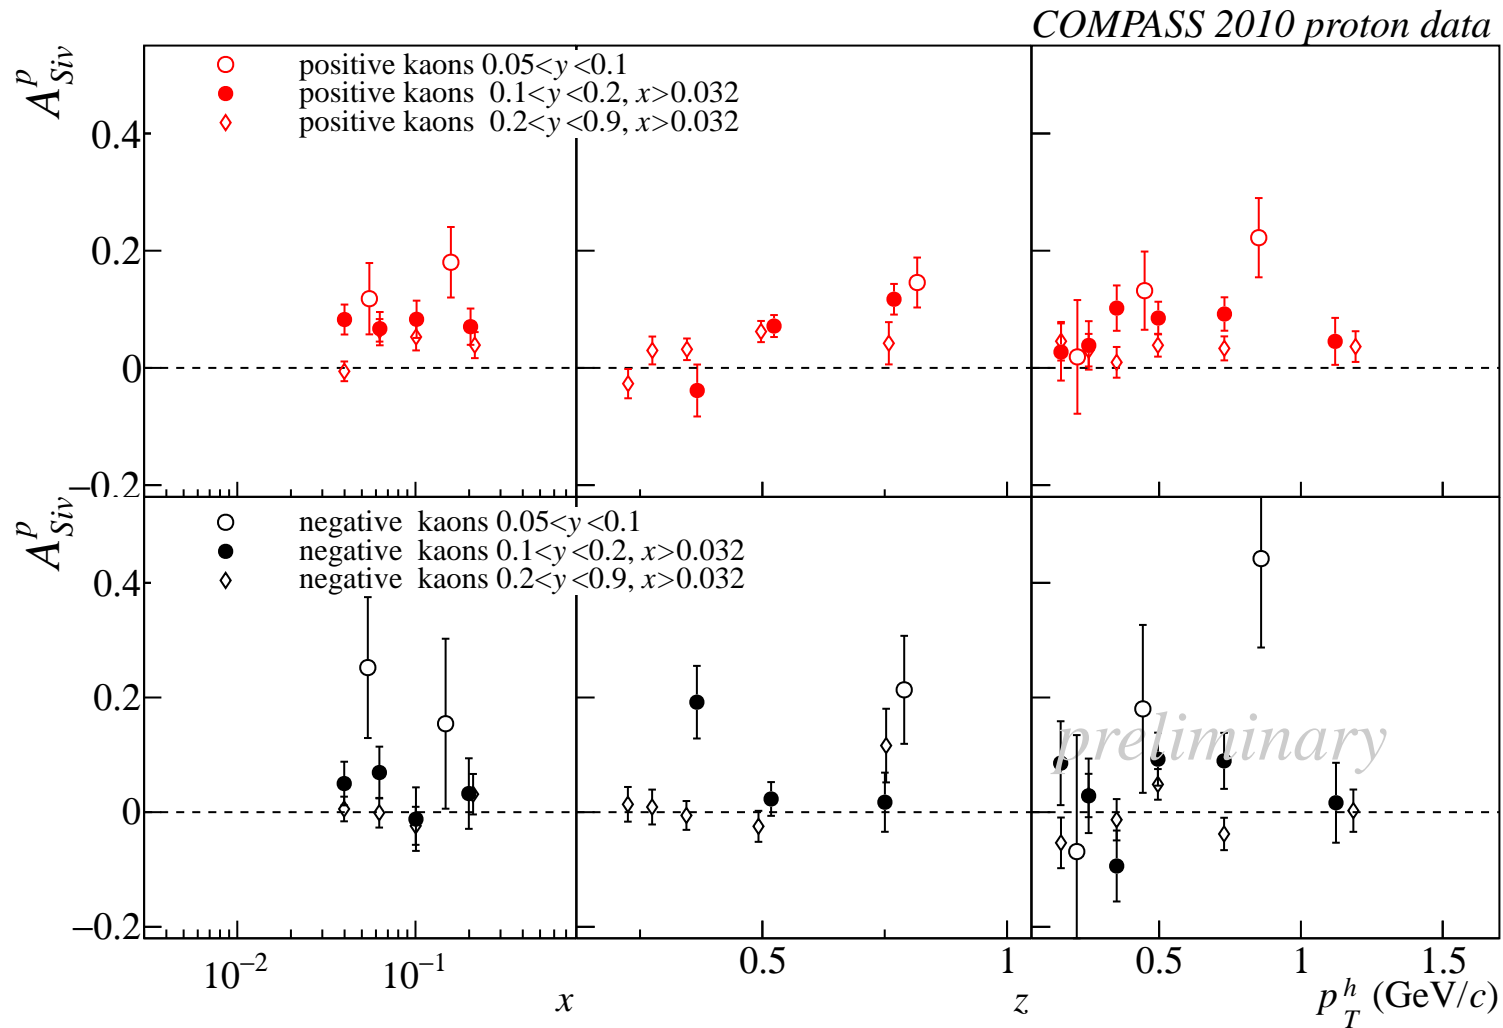 COMPASS 2010 proton data
A^p_Siv
positive kaons 0.05<y<0.1
positive kaons 0.1<y<0.2, x>0.032
positive kaons 0.2<y<0.9, x>0.032
0.4
0.2
0
−0.2
A^p_Siv
negative kaons 0.05<y<0.1
negative kaons 0.1<y<0.2, x>0.032
negative kaons 0.2<y<0.9, x>0.032
0.4
0.2
preliminary
0
−0.2
10^−2 10^−1 0.5 1 0.5 1 1.5
x z p_T^h (GeV/c)